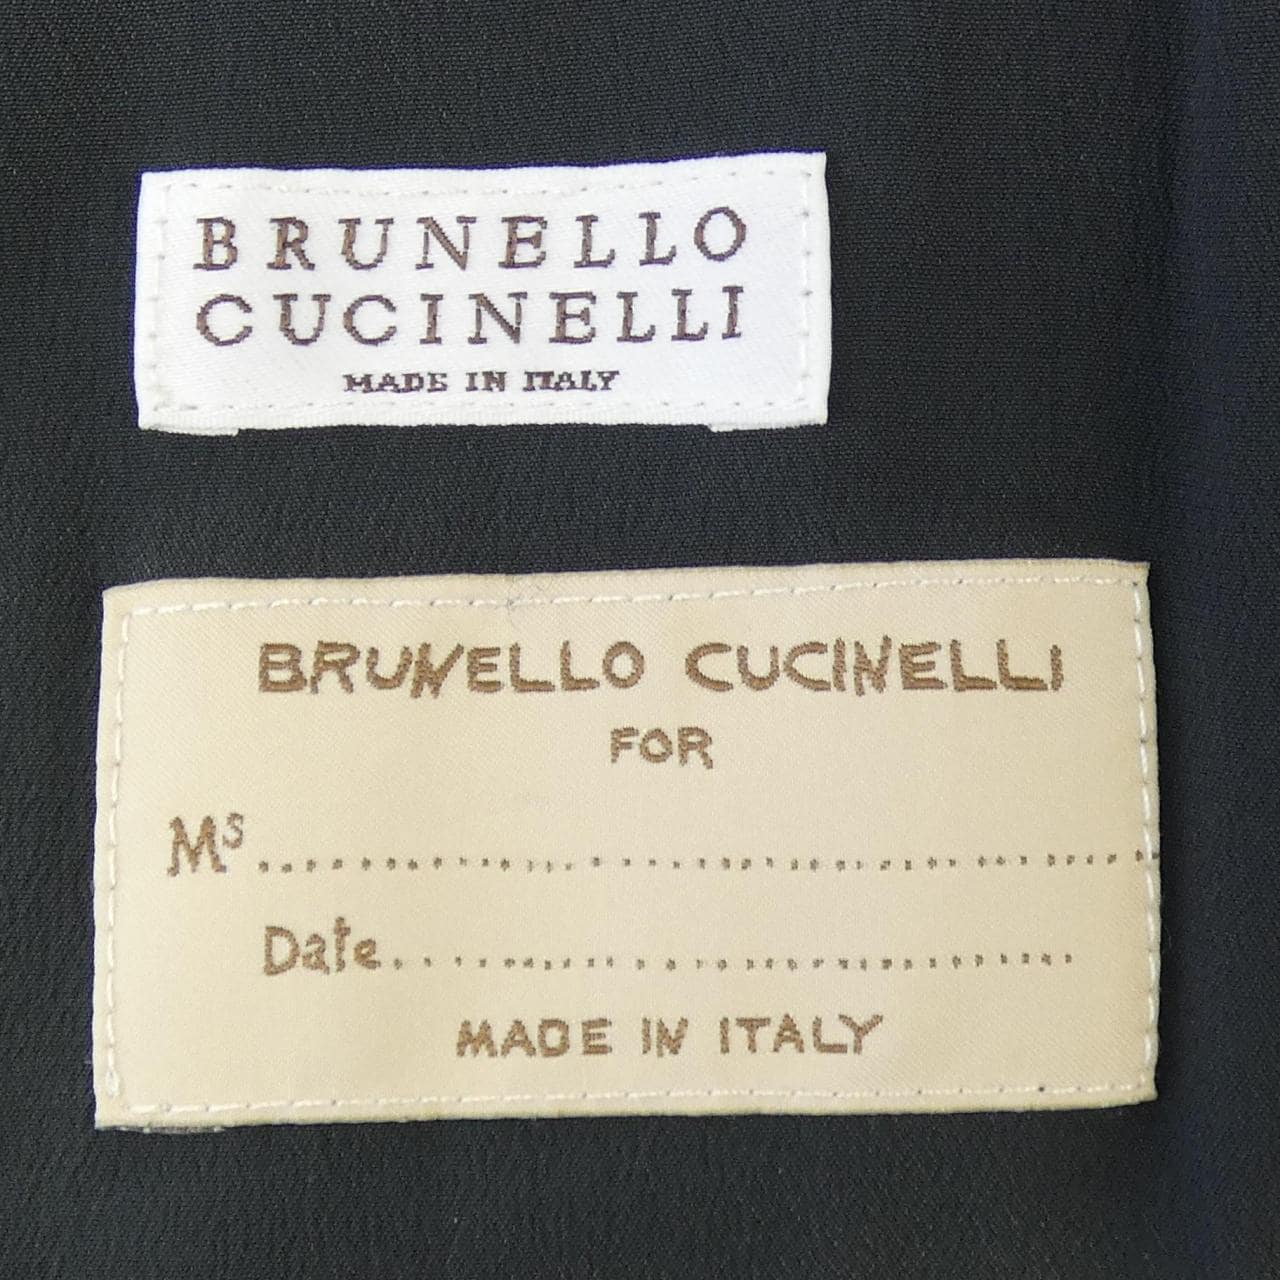 BRUNELLO
CUCINELLI
MADE IN ITALY
BRUNELLO CUCINELLI
FOR
Ms..................................................
Date........................................
MADE IN ITALY